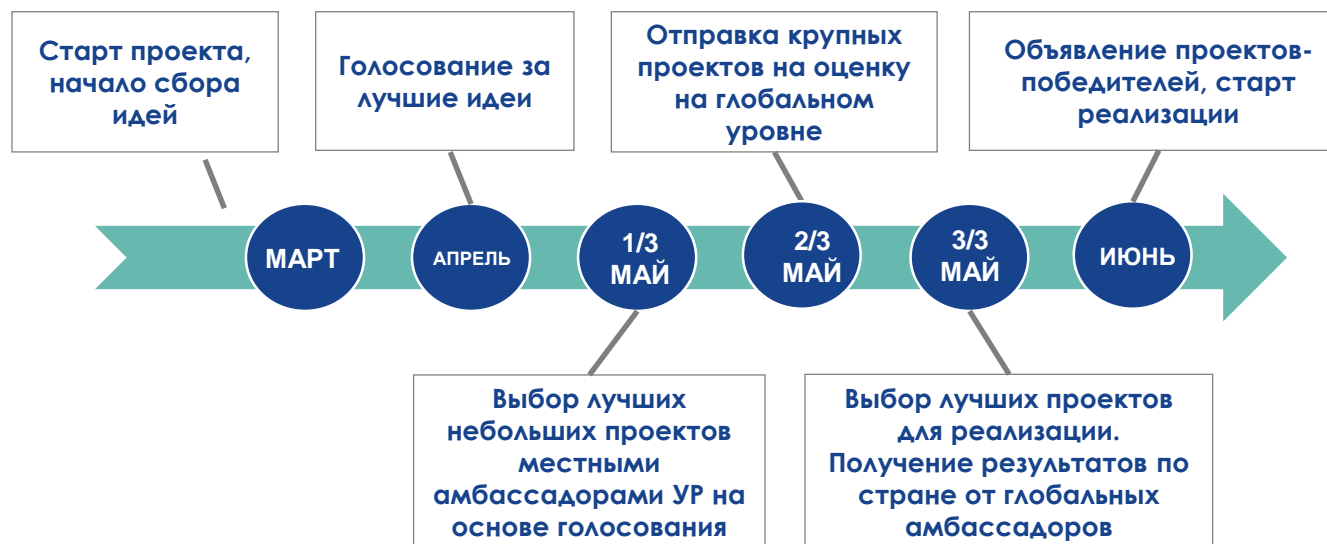 Старт проекта,
начало сбора
идей
Голосование за
лучшие идеи
Отправка крупных
проектов на оценку
на глобальном
уровне
Объявление проектов-
победителей, старт
реализации
МАРТ
АПРЕЛЬ
1/3
МАЙ
2/3
МАЙ
3/3
МАЙ
ИЮНЬ
Выбор лучших
небольших проектов
местными
амбассадорами УР на
основе голосования
Выбор лучших проектов
для реализации.
Получение результатов по
стране от глобальных
амбассадоров